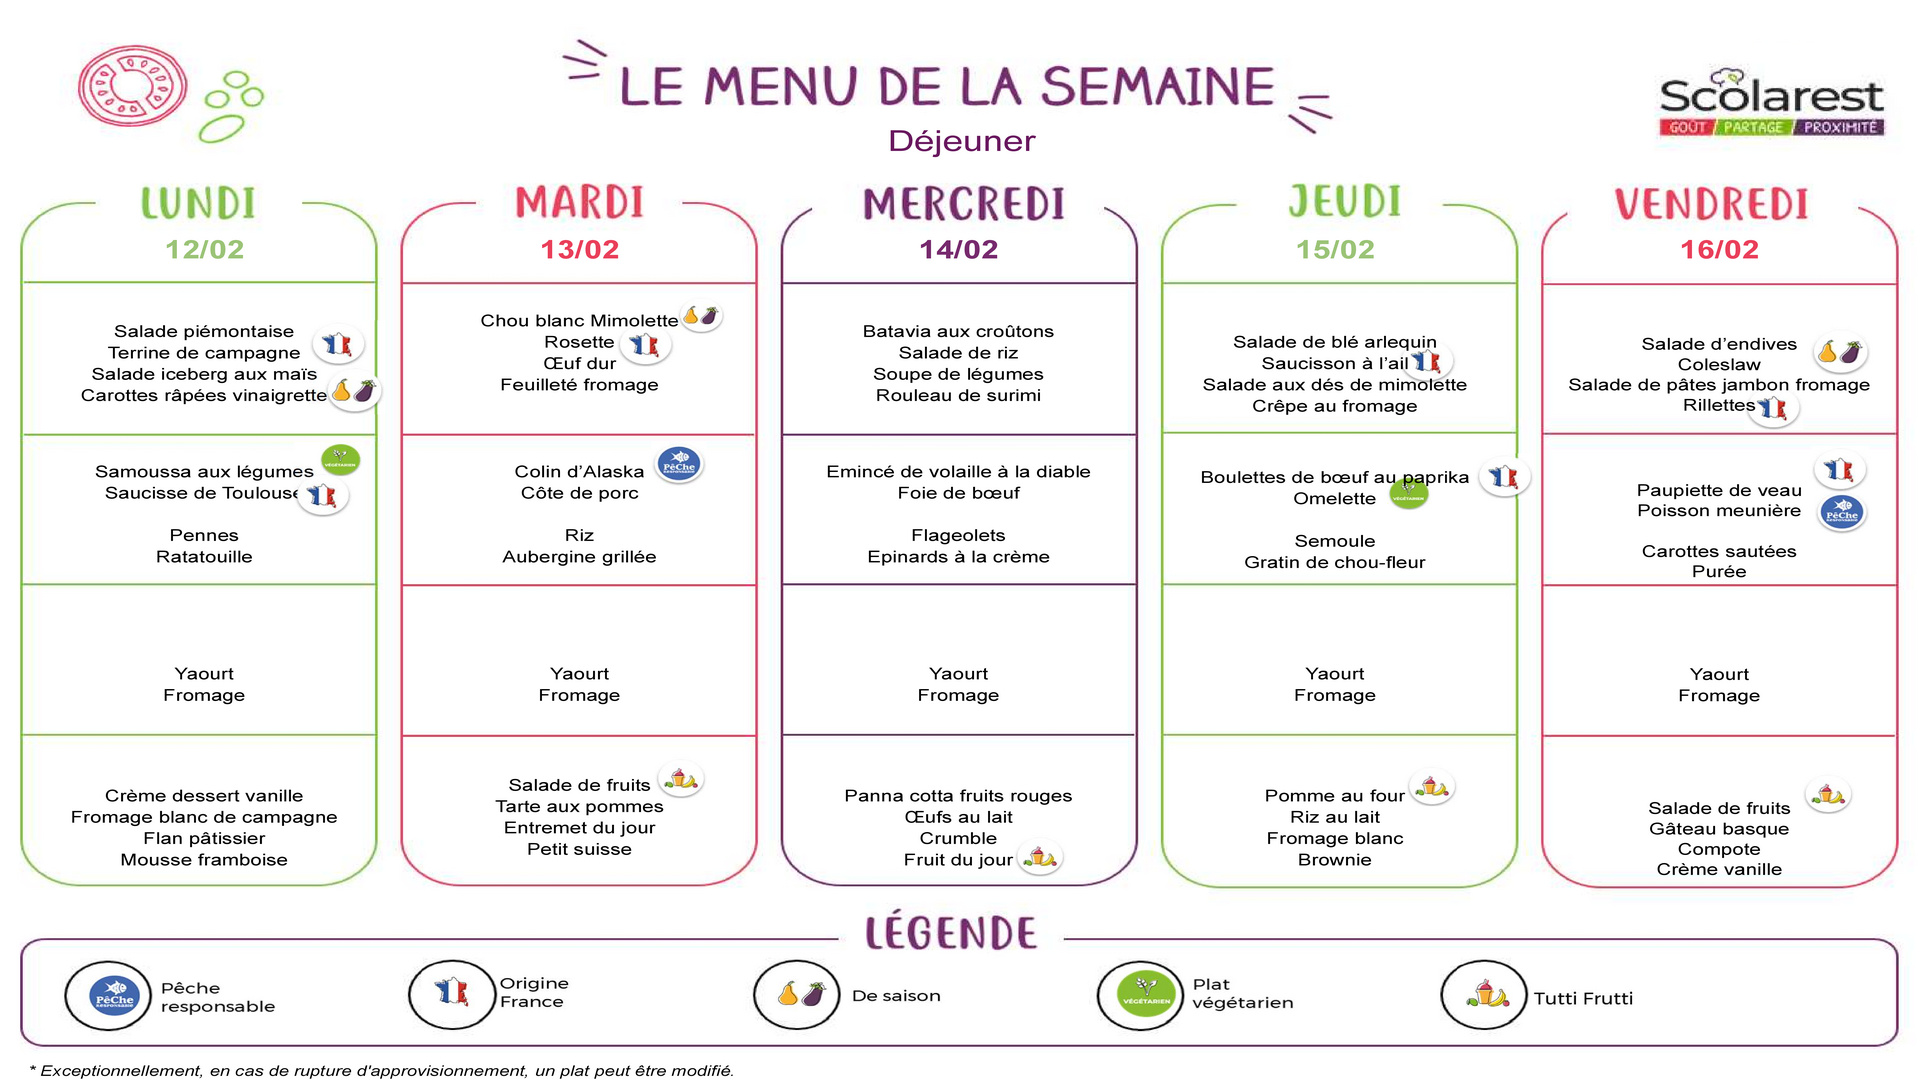 LE MENU DE LA SEMAINE
Déjeuner
Scolarest
GOÛT / PARTAGE / PROXIMITÉ
LUNDI
12/02
Salade piémontaise
Terrine de campagne
Salade iceberg aux maïs
Carottes râpées vinaigrette
VÉGÉTARIEN
Samoussa aux légumes
Saucisse de Toulouse
Pennes
Ratatouille
Yaourt
Fromage
Crème dessert vanille
Fromage blanc de campagne
Flan pâtissier
Mousse framboise
MARDI
13/02
Chou blanc Mimolette
Rosette
Œuf dur
Feuilleté fromage
Colin d’Alaska
PêChe
RESPONSABLE
Côte de porc
Riz
Aubergine grillée
Yaourt
Fromage
Salade de fruits
Tarte aux pommes
Entremet du jour
Petit suisse
MERCREDI
14/02
Batavia aux croûtons
Salade de riz
Soupe de légumes
Rouleau de surimi
Emincé de volaille à la diable
Foie de bœuf
Flageolets
Epinards à la crème
Yaourt
Fromage
Panna cotta fruits rouges
Œufs au lait
Crumble
Fruit du jour
JEUDI
15/02
Salade de blé arlequin
Saucisson à l’ail
Salade aux dés de mimolette
Crêpe au fromage
Boulettes de bœuf au paprika
Omelette
VÉGÉTARIEN
Semoule
Gratin de chou-fleur
Yaourt
Fromage
Pomme au four
Riz au lait
Fromage blanc
Brownie
VENDREDI
16/02
Salade d’endives
Coleslaw
Salade de pâtes jambon fromage
Rillettes
Paupiette de veau
Poisson meunière
PêChe
RESPONSABLE
Carottes sautées
Purée
Yaourt
Fromage
Salade de fruits
Gâteau basque
Compote
Crème vanille
LÉGENDE
PêChe
RESPONSABLE
Pêche
responsable
Origine
France
De saison
VÉGÉTARIEN
Plat
végétarien
Tutti Frutti
* Exceptionnellement, en cas de rupture d'approvisionnement, un plat peut être modifié.